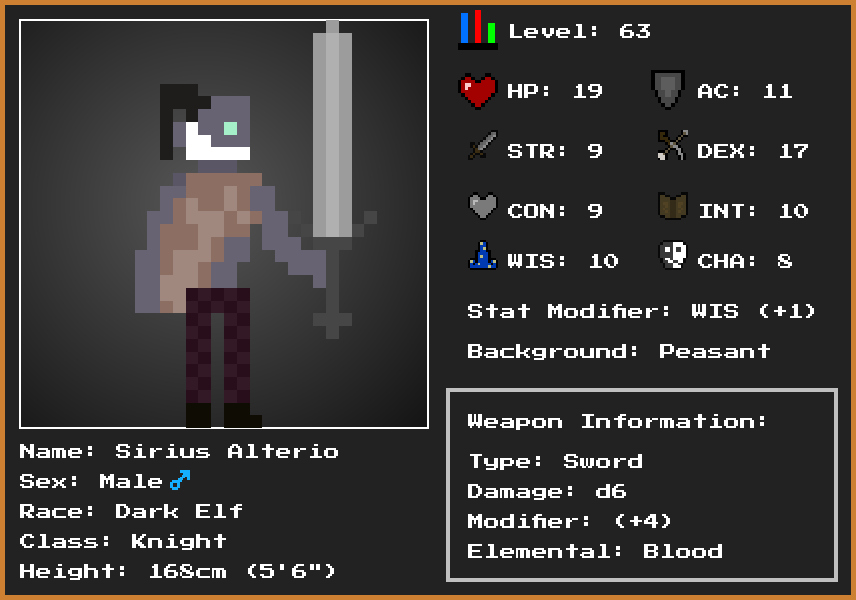 Level: 63
HP: 19 AC: 11
STR: 9 DEX: 17
CON: 9 INT: 10
WIS: 10 CHA: 8
Stat Modifier: WIS (+1)
Background: Peasant
Weapon Information:
Type: Sword
Damage: d6
Modifier: (+4)
Elemental: Blood
Name: Sirius Alterio
Sex: Male♂
Race: Dark Elf
Class: Knight
Height: 168cm (5'6")